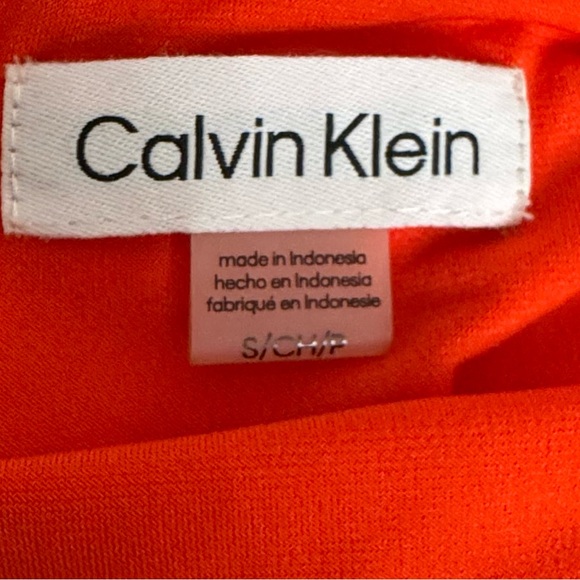 Calvin Klein
made in Indonesia
hecho en Indonesia
fabriqué en Indonesie
S/CH/P